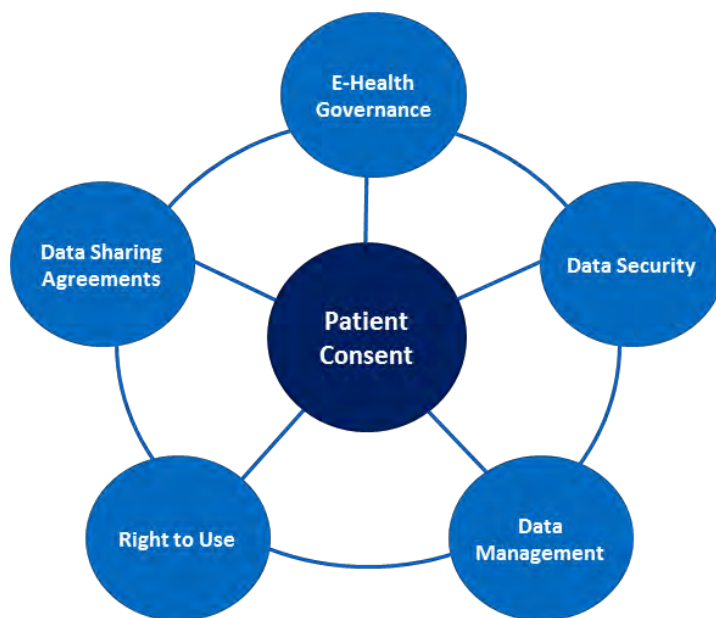 E-Health
Governance
Data Sharing
Agreements
Data Security
Patient
Consent
Right to Use
Data
Management